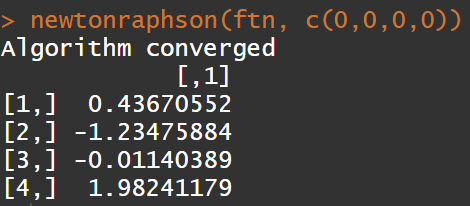 > newtonraphson(ftn, c(0,0,0,0))
Algorithm converged
[,1]
[1,] 0.43670552
[2,] -1.23475884
[3,] -0.01140389
[4,] 1.98241179